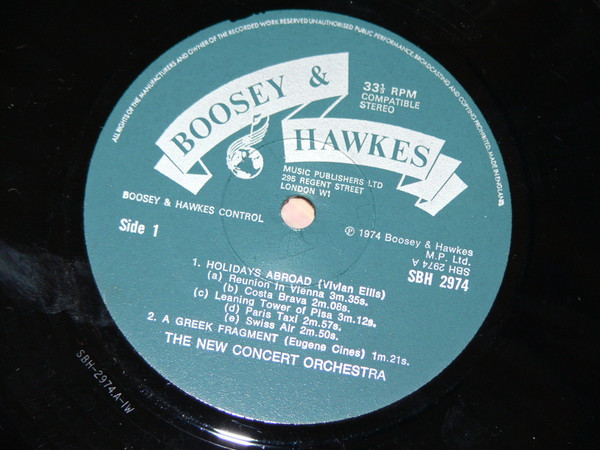 ALL RIGHTS OF THE MANUFACTURERS AND OWNER OF THE RECORDED WORK RESERVED UNAUTHORISED PUBLIC PERFORMANCE, BROADCASTING AND COPYING PROHIBITED. MADE IN ENGLAND
BOOSEY &
HAWKES
33⅓ RPM
COMPATIBLE
STEREO
MUSIC PUBLISHERS LTD
295 REGENT STREET
LONDON W1
BOOSEY & HAWKES CONTROL
Side 1
℗ 1974 Boosey & Hawkes
M.P. Ltd.
SBH 2974 A
SBH 2974
1. HOLIDAYS ABROAD (Vivian Ellis)
(a) Reunion in Vienna 3m.35s.
(b) Costa Brava 2m.08s.
(c) Leaning Tower of Pisa 3m.12s.
(d) Paris Taxi 2m.57s.
(e) Swiss Air 2m.50s.
2. A GREEK FRAGMENT (Eugene Cines) 1m.21s.
THE NEW CONCERT ORCHESTRA
SBH-2974.A-1W